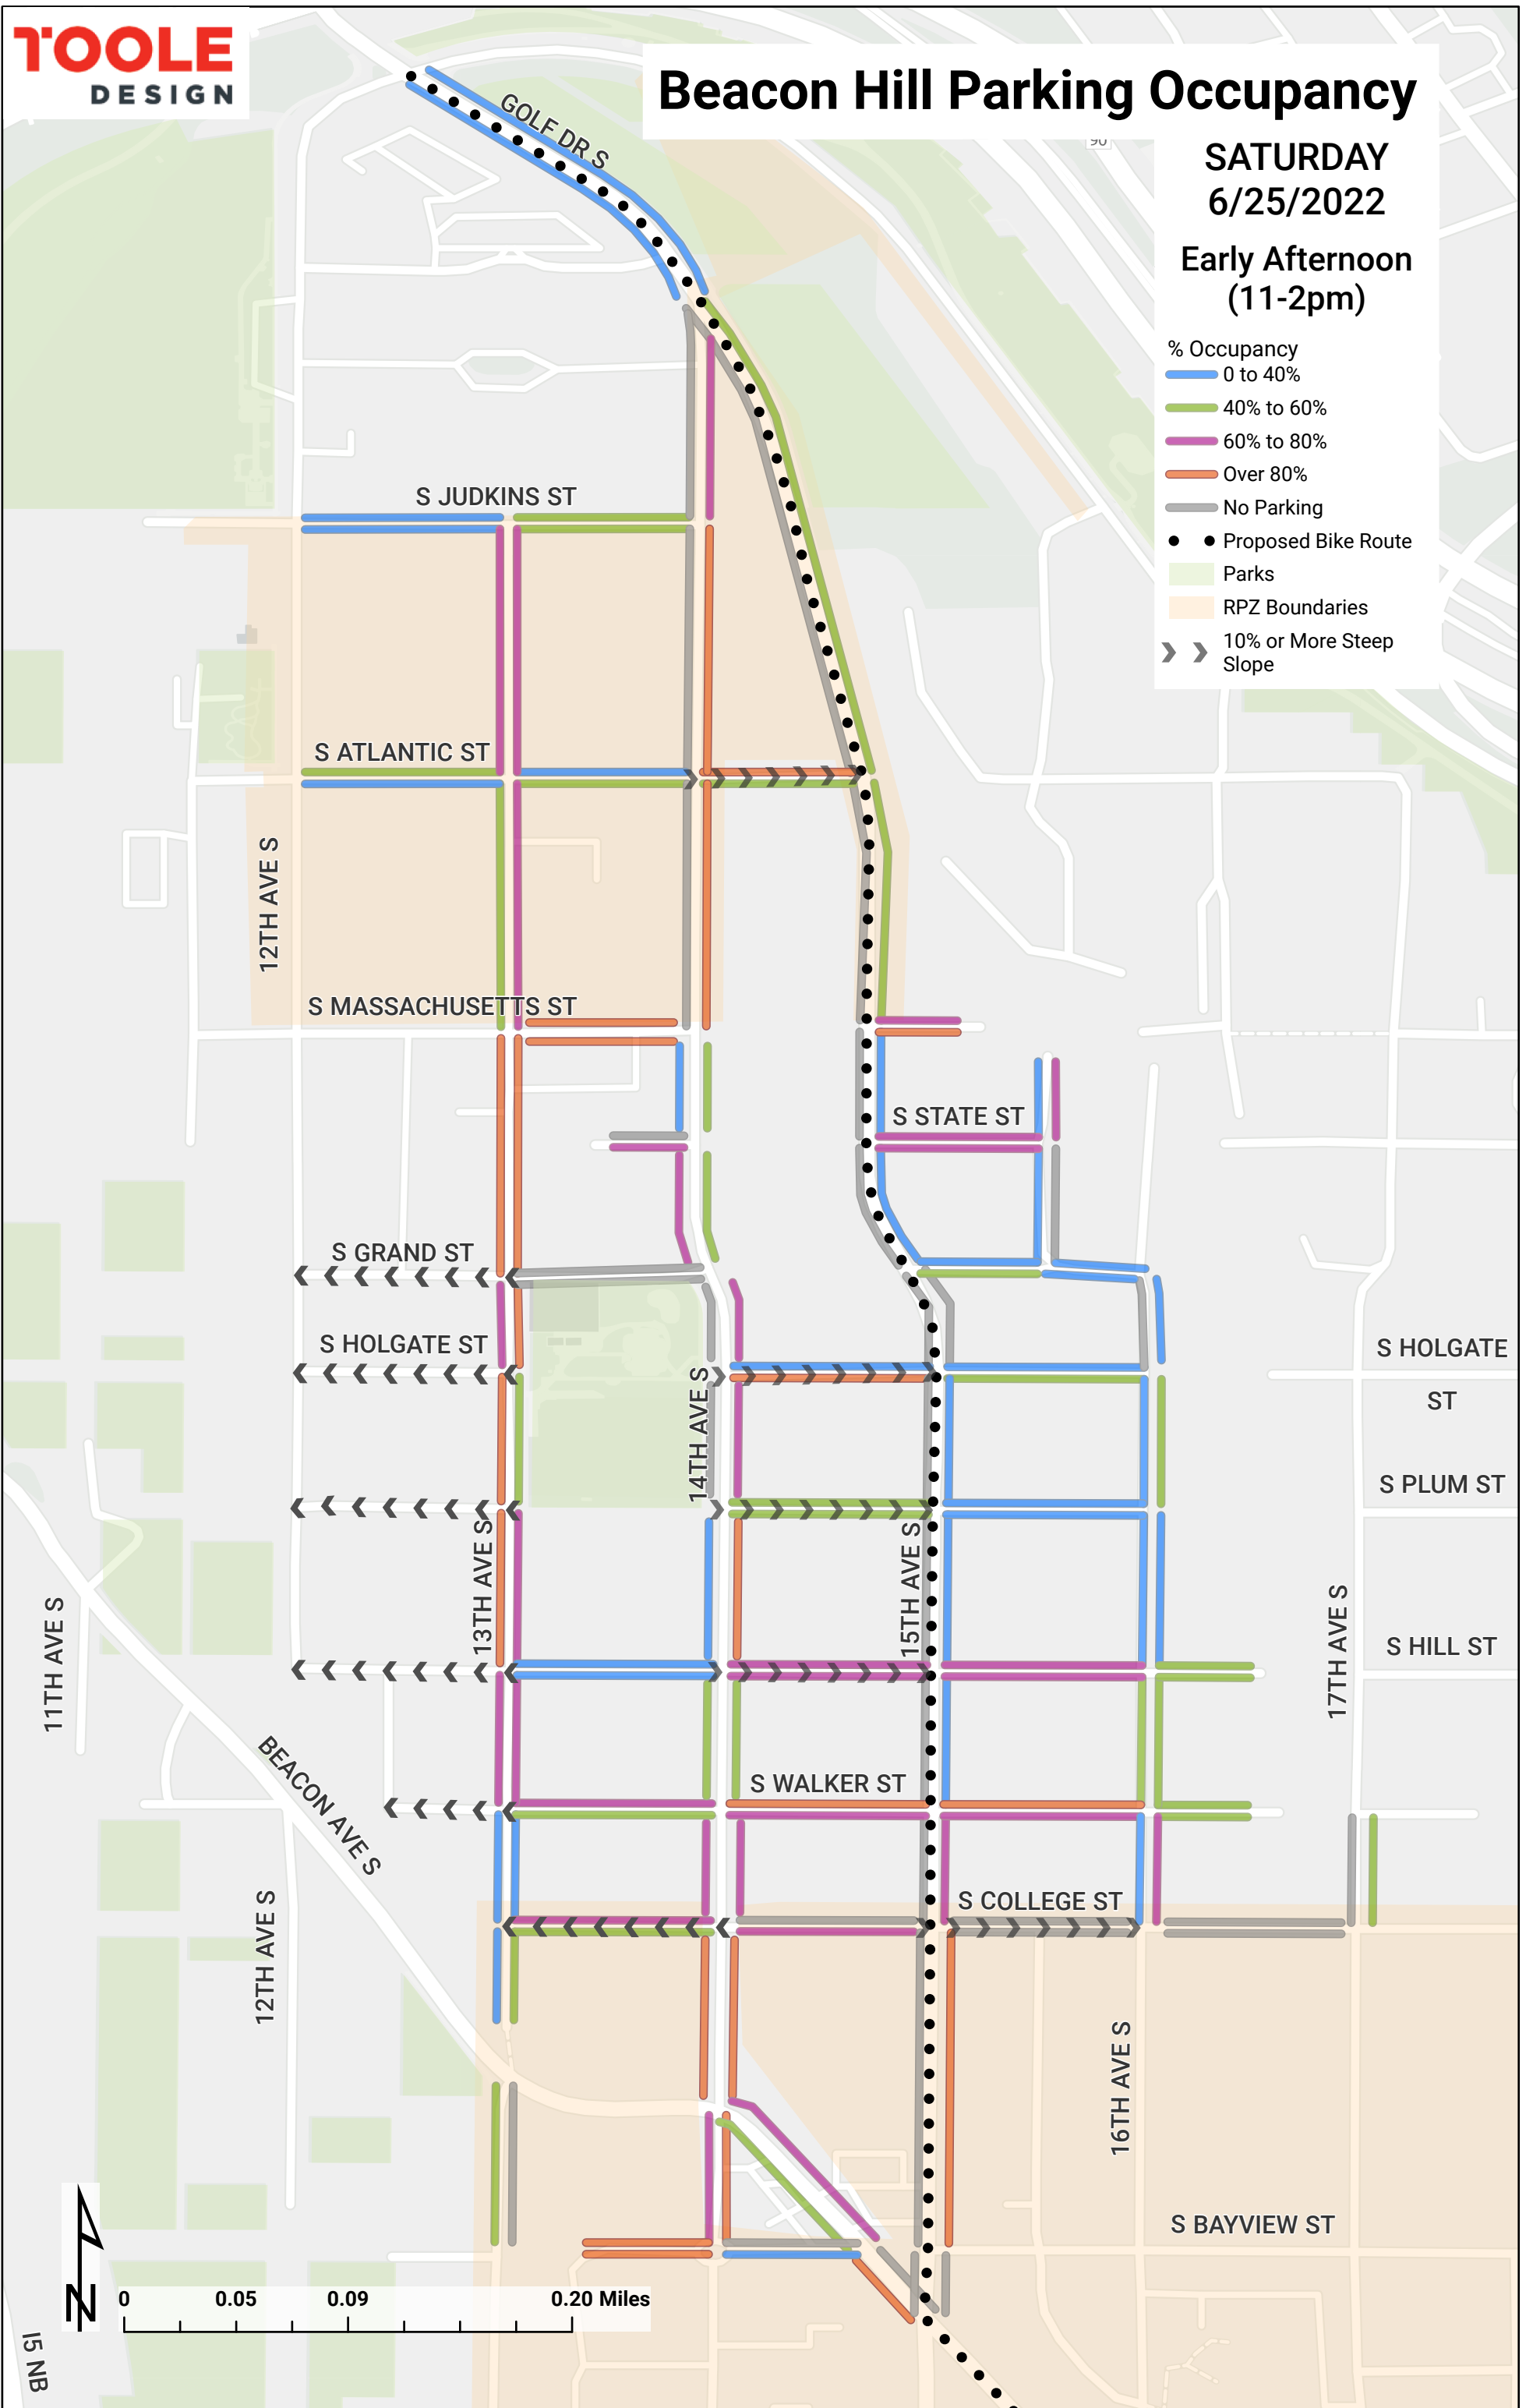 TOOLE
DESIGN
Beacon Hill Parking Occupancy
90
SATURDAY
6/25/2022
Early Afternoon
(11-2pm)
% Occupancy
0 to 40%
40% to 60%
60% to 80%
Over 80%
No Parking
Proposed Bike Route
Parks
RPZ Boundaries
10% or More Steep
Slope
GOLF DR S
S JUDKINS ST
S ATLANTIC ST
12TH AVE S
S MASSACHUSETTS ST
S STATE ST
S GRAND ST
S HOLGATE ST
S HOLGATE
ST
14TH AVE S
S PLUM ST
13TH AVE S
15TH AVE S
11TH AVE S
17TH AVE S
S HILL ST
BEACON AVE S
S WALKER ST
12TH AVE S
S COLLEGE ST
16TH AVE S
S BAYVIEW ST
N
0 0.05 0.09 0.20 Miles
I5 NB